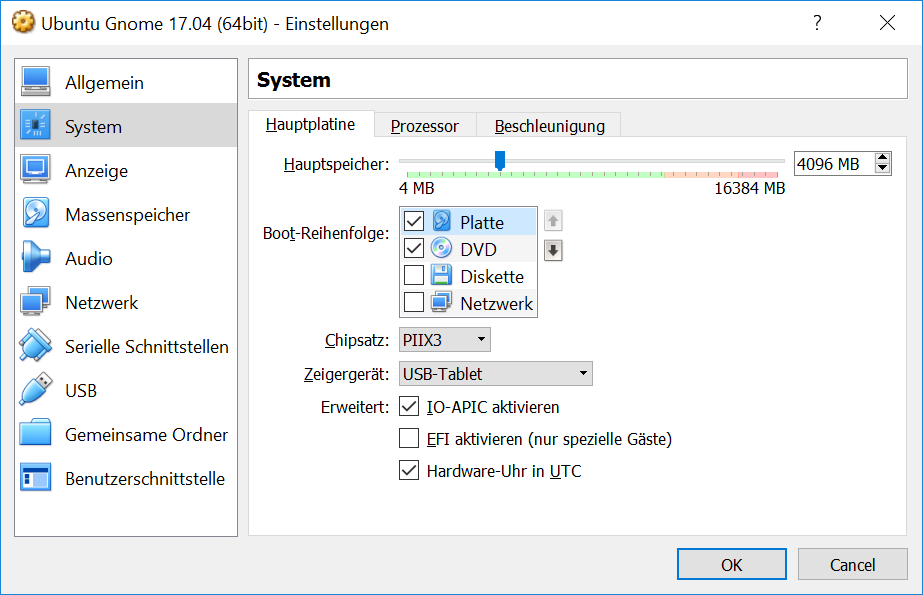 Ubuntu Gnome 17.04 (64bit) - Einstellungen
?
Allgemein
System
Anzeige
Massenspeicher
Audio
Netzwerk
Serielle Schnittstellen
USB
Gemeinsame Ordner
Benutzerschnittstelle
System
Hauptplatine Prozessor Beschleunigung
Hauptspeicher: 4096 MB
4 MB 16384 MB
Boot-Reihenfolge: Platte
DVD
Diskette
Netzwerk
Chipsatz: PIIX3
Zeigergerät: USB-Tablet
Erweitert: IO-APIC aktivieren
EFI aktivieren (nur spezielle Gäste)
Hardware-Uhr in UTC
OK Cancel